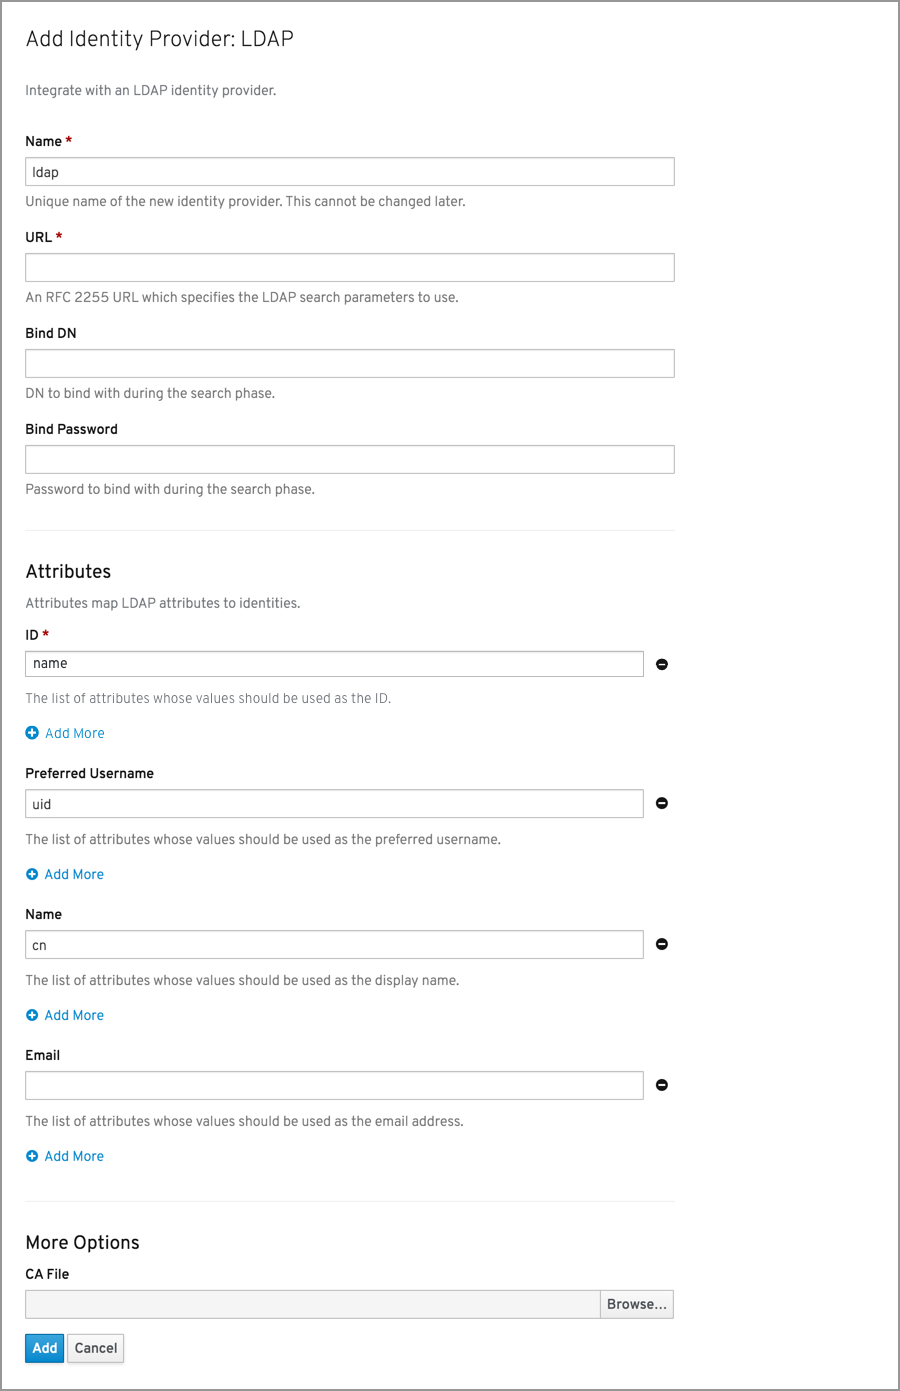 Add Identity Provider: LDAP
Integrate with an LDAP identity provider.
Name *
ldap
Unique name of the new identity provider. This cannot be changed later.
URL *
An RFC 2255 URL which specifies the LDAP search parameters to use.
Bind DN
DN to bind with during the search phase.
Bind Password
Password to bind with during the search phase.
Attributes
Attributes map LDAP attributes to identities.
ID *
name
The list of attributes whose values should be used as the ID.
Add More
Preferred Username
uid
The list of attributes whose values should be used as the preferred username.
Add More
Name
cn
The list of attributes whose values should be used as the display name.
Add More
Email
The list of attributes whose values should be used as the email address.
Add More
More Options
CA File
Browse...
Add Cancel